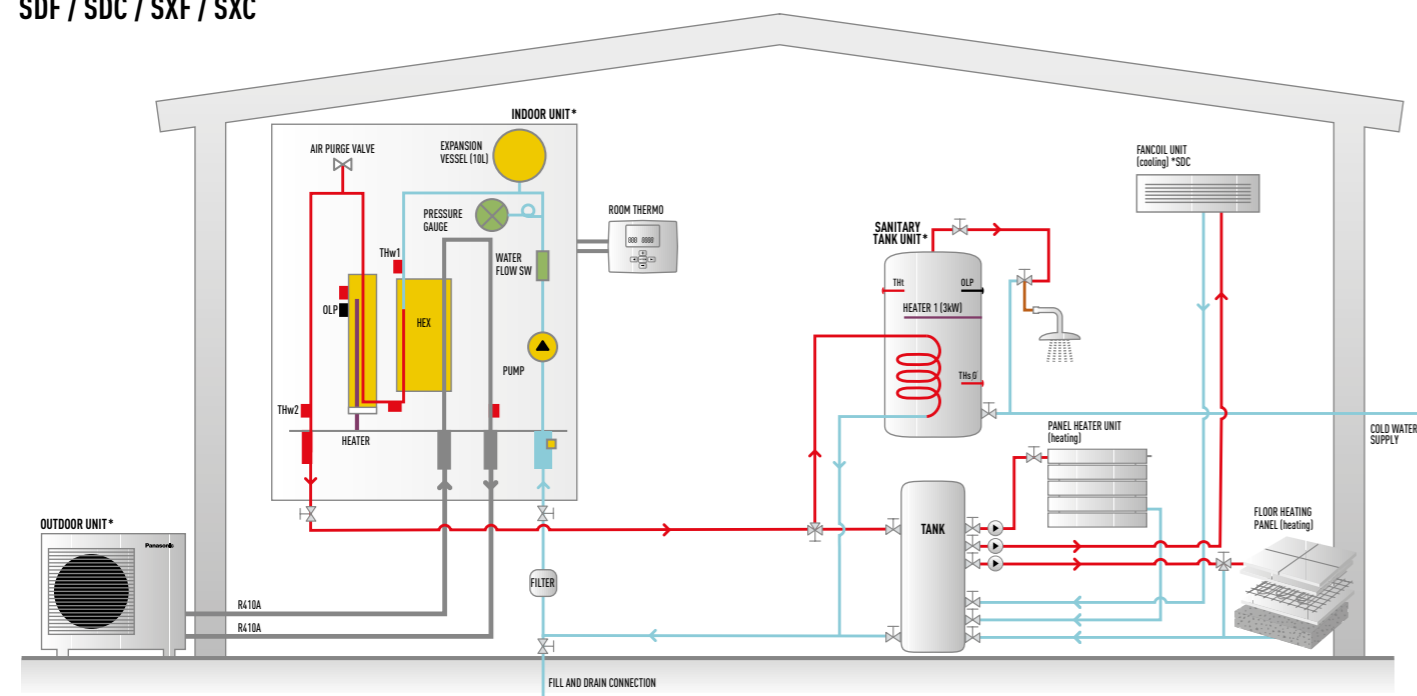 SDF / SDC / SXF / SXC
INDOOR UNIT*
AIR PURGE VALVE
EXPANSION
VESSEL (10L)
PRESSURE
GAUGE
ROOM THERMO
THw1
WATER
FLOW SW
OLP
HEX
PUMP
THw2
HEATER
FANCOIL UNIT
(cooling) *SDC
SANITARY
TANK UNIT*
THt
OLP
HEATER 1 (3kW)
COLD WATER
SUPPLY
PANEL HEATER UNIT
(heating)
OUTDOOR UNIT*
Panasonic
TANK
FLOOR HEATING
PANEL (heating)
FILTER
R410A
R410A
FILL AND DRAIN CONNECTION